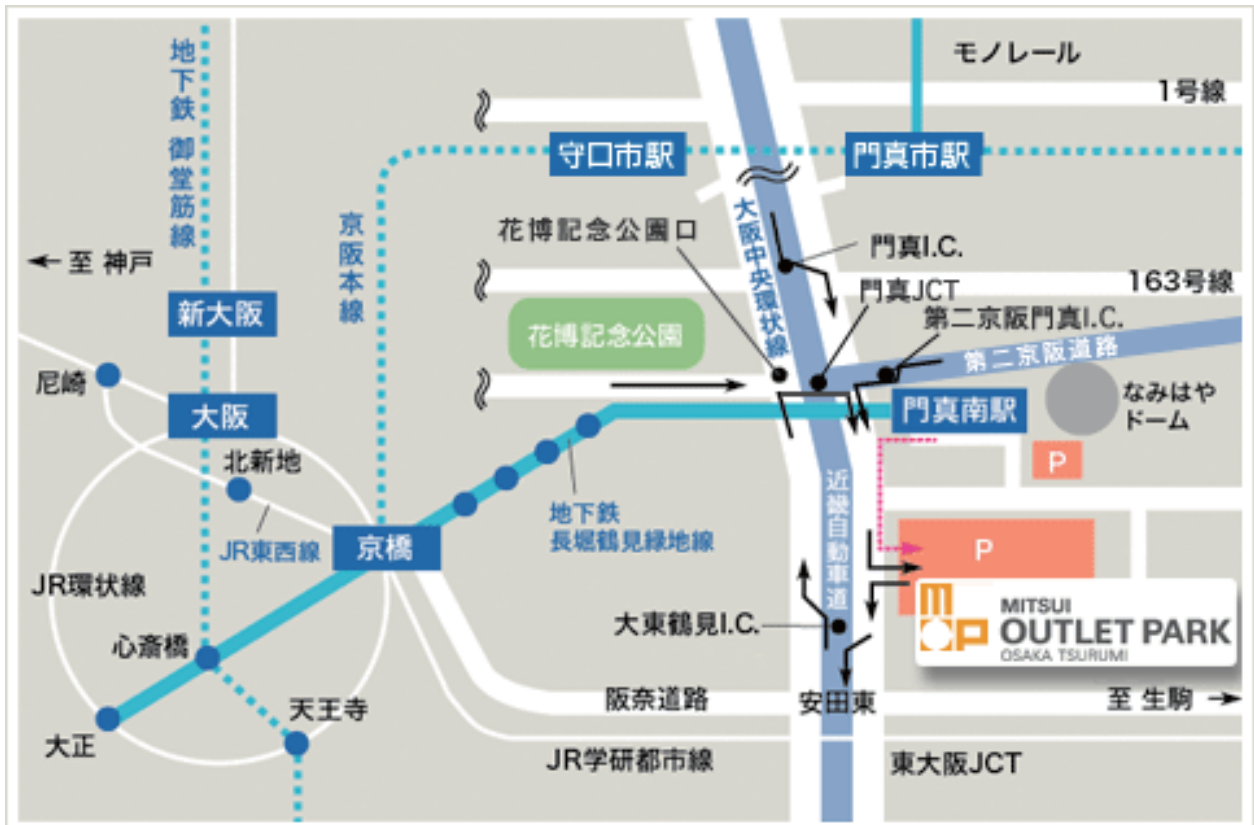 モノレール
1号線
地下鉄 御堂筋線
守口市駅
門真市駅
京阪本線
大阪中央環状線
花博記念公園口
門真I.C.
← 至 神戸
163号線
門真JCT
新大阪
第二京阪門真I.C.
花博記念公園
第二京阪道路
尼崎
大阪
門真南駅
なみはや
ドーム
北新地
P
近畿自動車道
地下鉄
長堀鶴見緑地線
京橋
JR東西線
P
JR環状線
MITSUI
OUTLET PARK
OSAKA TSURUMI
大東鶴見I.C.
心斎橋
阪奈道路
安田東
至 生駒 →
天王寺
大正
JR学研都市線
東大阪JCT